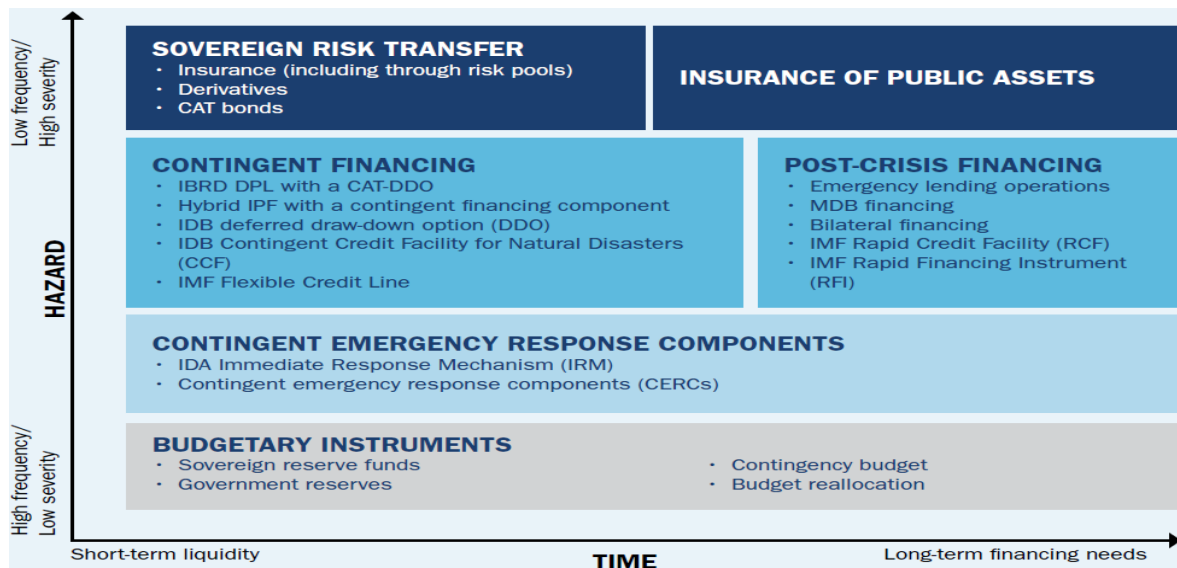 Low frequency/
High severity
SOVEREIGN RISK TRANSFER
· Insurance (including through risk pools)
· Derivatives
· CAT bonds
INSURANCE OF PUBLIC ASSETS
HAZARD
CONTINGENT FINANCING
· IBRD DPL with a CAT-DDO
· Hybrid IPF with a contingent financing component
· IDB deferred draw-down option (DDO)
· IDB Contingent Credit Facility for Natural Disasters
(CCF)
· IMF Flexible Credit Line
POST-CRISIS FINANCING
· Emergency lending operations
· MDB financing
· Bilateral financing
· IMF Rapid Credit Facility (RCF)
· IMF Rapid Financing Instrument
(RFI)
CONTINGENT EMERGENCY RESPONSE COMPONENTS
· IDA Immediate Response Mechanism (IRM)
· Contingent emergency response components (CERCs)
High frequency/
Low severity
BUDGETARY INSTRUMENTS
· Sovereign reserve funds
· Government reserves
· Contingency budget
· Budget reallocation
Short-term liquidity
TIME
Long-term financing needs